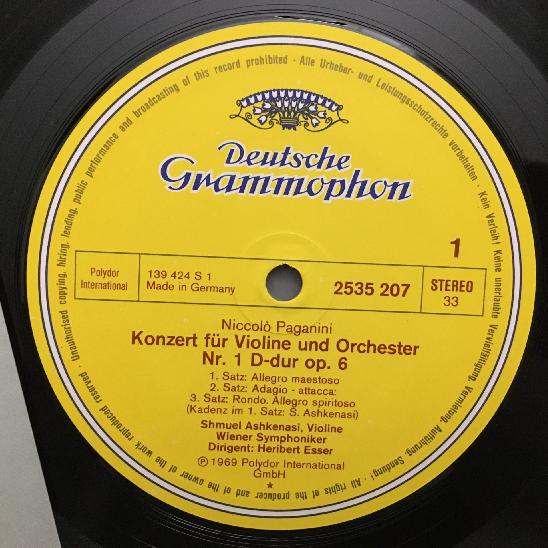 Alle Urheber- und Leistungsschutzrechte vorbehalten · Kein Verleih! Keine unerlaubte Vervielfältigung, Vermietung, Aufführung, Sendung! · All rights of the producer and of the owner of the work reproduced reserved · Unauthorised copying, hiring, lending, public performance and broadcasting of this record prohibited ·
Deutsche
Grammophon
1
Polydor
International
139 424 S 1
Made in Germany
2535 207
STEREO
33
Niccolò Paganini
Konzert für Violine und Orchester
Nr. 1 D-dur op. 6
1. Satz: Allegro maestoso
2. Satz: Adagio - attacca:
3. Satz: Rondo. Allegro spiritoso
(Kadenz im 1. Satz: S. Ashkenasi)
Shmuel Ashkenasi, Violine
Wiener Symphoniker
Dirigent: Heribert Esser
℗ 1969 Polydor International
GmbH
★